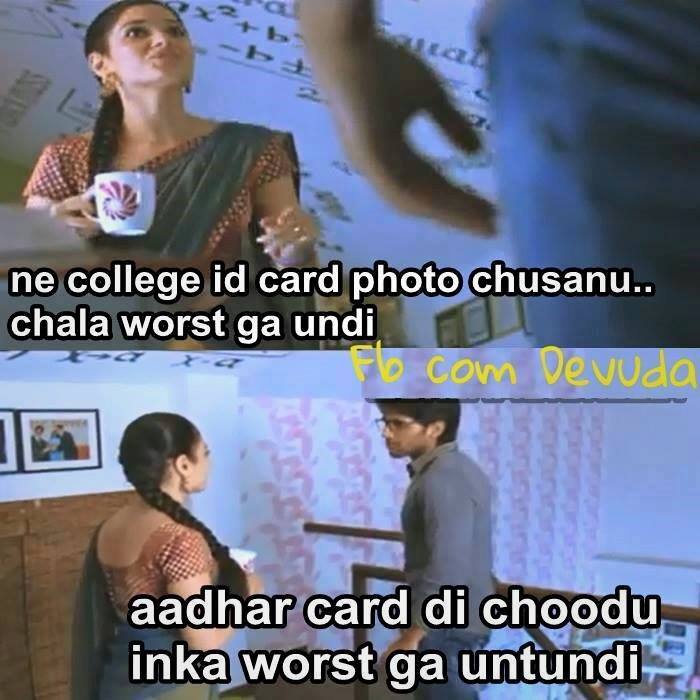 ne college id card photo chusanu..
chala worst ga undi
Fb com Devuda
aadhar card di choodu
inka worst ga untundi